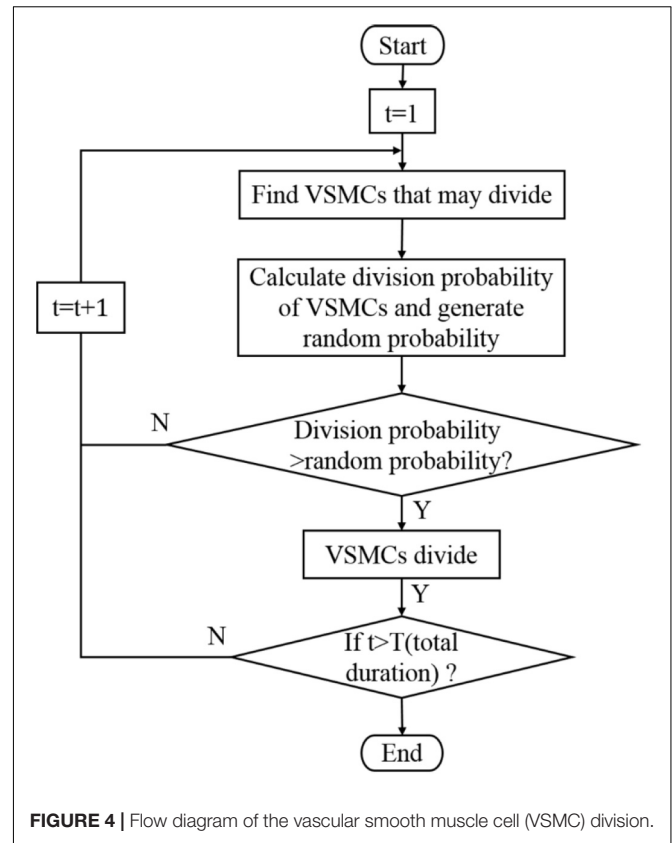 Start
t=1
Find VSMCs that may divide
Calculate division probability
of VSMCs and generate
random probability
t=t+1
N
Division probability
>random probability?
Y
VSMCs divide
Y
N
If t>T(total
duration) ?
End
FIGURE 4 | Flow diagram of the vascular smooth muscle cell (VSMC) division.